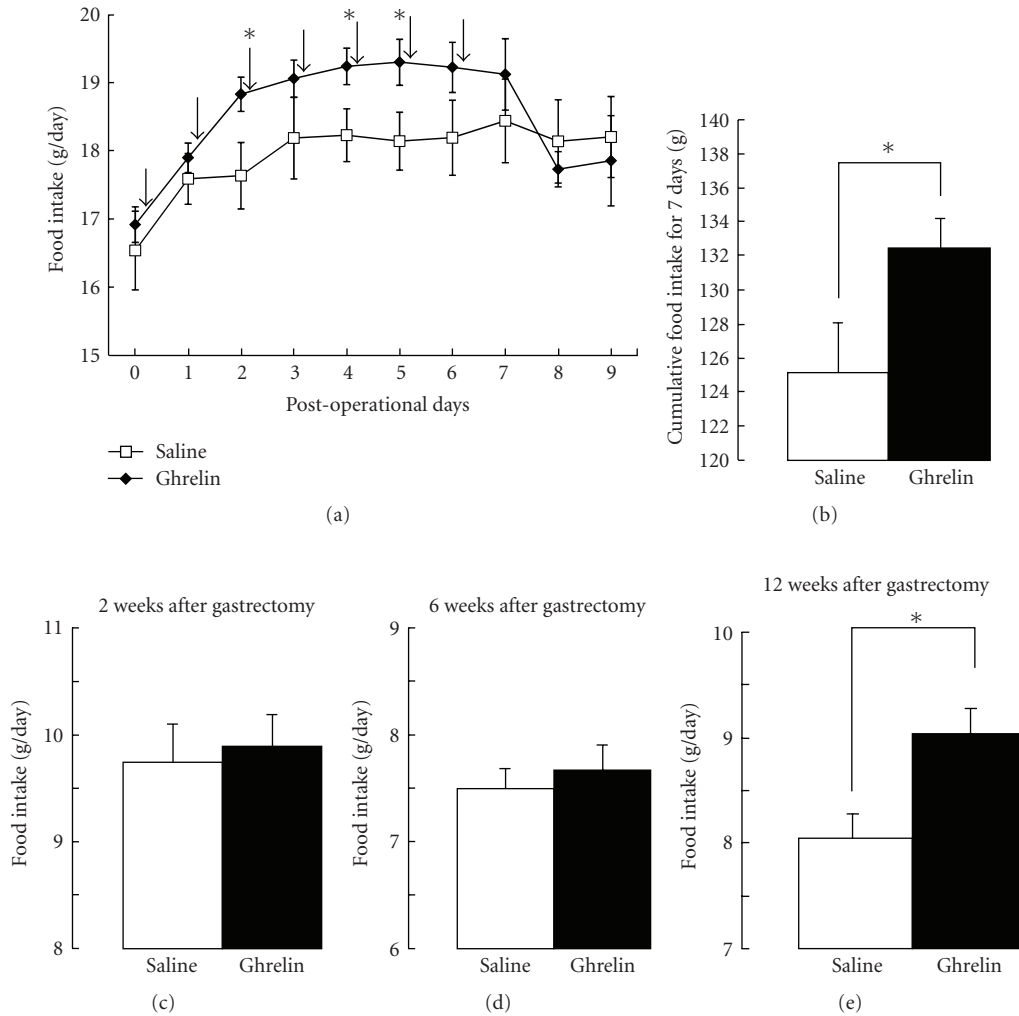 20
19
18
17
16
15
Food intake (g/day)
* * *
0 1 2 3 4 5 6 7 8 9
Post-operational days
Saline
Ghrelin
(a)
140
138
136
134
132
130
128
126
124
122
120
Cumulative food intake for 7 days (g)
*
Saline Ghrelin
(b)
2 weeks after gastrectomy
11
10
9
8
Food intake (g/day)
Saline Ghrelin
(c)
6 weeks after gastrectomy
9
8
7
6
Food intake (g/day)
Saline Ghrelin
(d)
12 weeks after gastrectomy
10
9
8
7
Food intake (g/day)
*
Saline Ghrelin
(e)